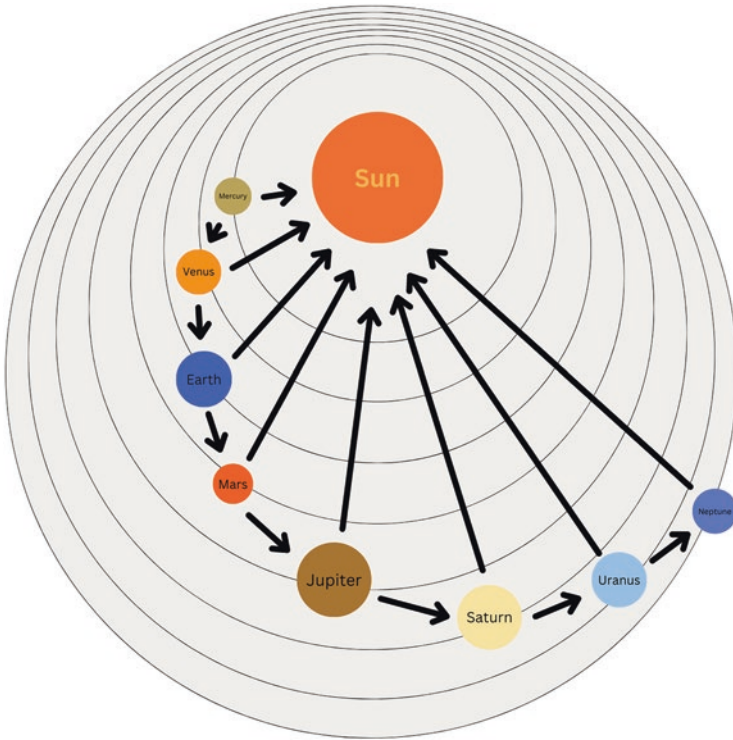 Sun
Mercury
Venus
Earth
Mars
Jupiter
Saturn
Uranus
Neptune